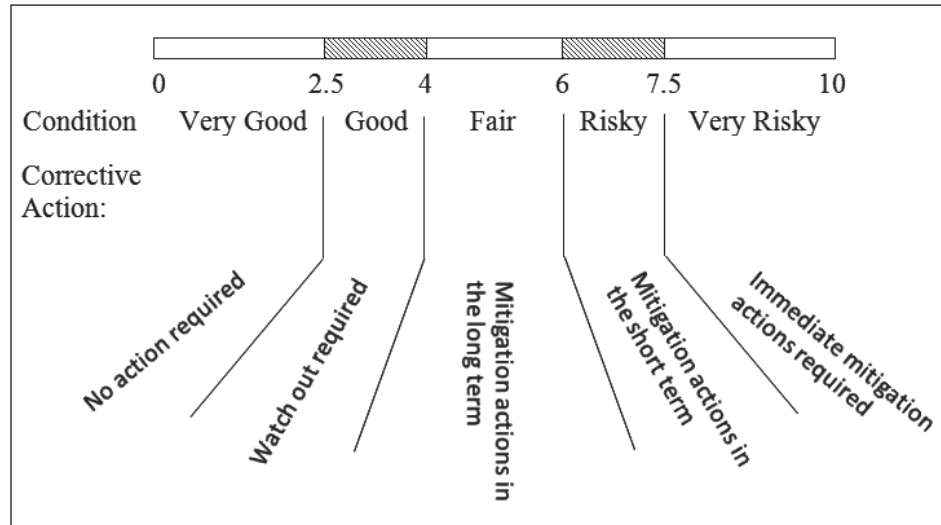 0 2.5 4 6 7.5 10
Condition Very Good Good Fair Risky Very Risky
Corrective
Action:
No action required
Watch out required
Mitigation actions in
the long term
Mitigation actions in
the short term
Immediate mitigation
actions required